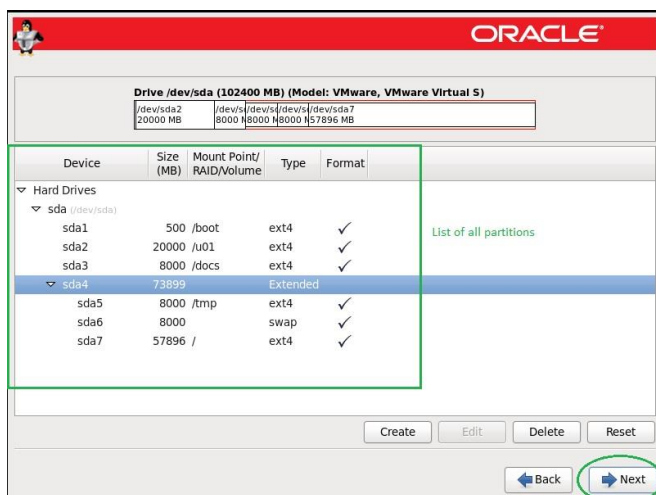 ORACLE
Drive /dev/sda (102400 MB) (Model: VMware, VMware Virtual S)
/dev/sda2 /dev/s /dev/s /dev/s /dev/sda7
20000 MB 8000 M 8000 M 8000 M 57896 MB
Device Size (MB) Mount Point/ RAID/Volume Type Format
Hard Drives
sda (/dev/sda)
sda1 500 /boot ext4 ✓
sda2 20000 /u01 ext4 ✓
List of all partitions
sda3 8000 /docs ext4 ✓
sda4 73899 Extended
sda5 8000 /tmp ext4 ✓
sda6 8000 swap ✓
sda7 57896 / ext4 ✓
Create Edit Delete Reset
Back Next